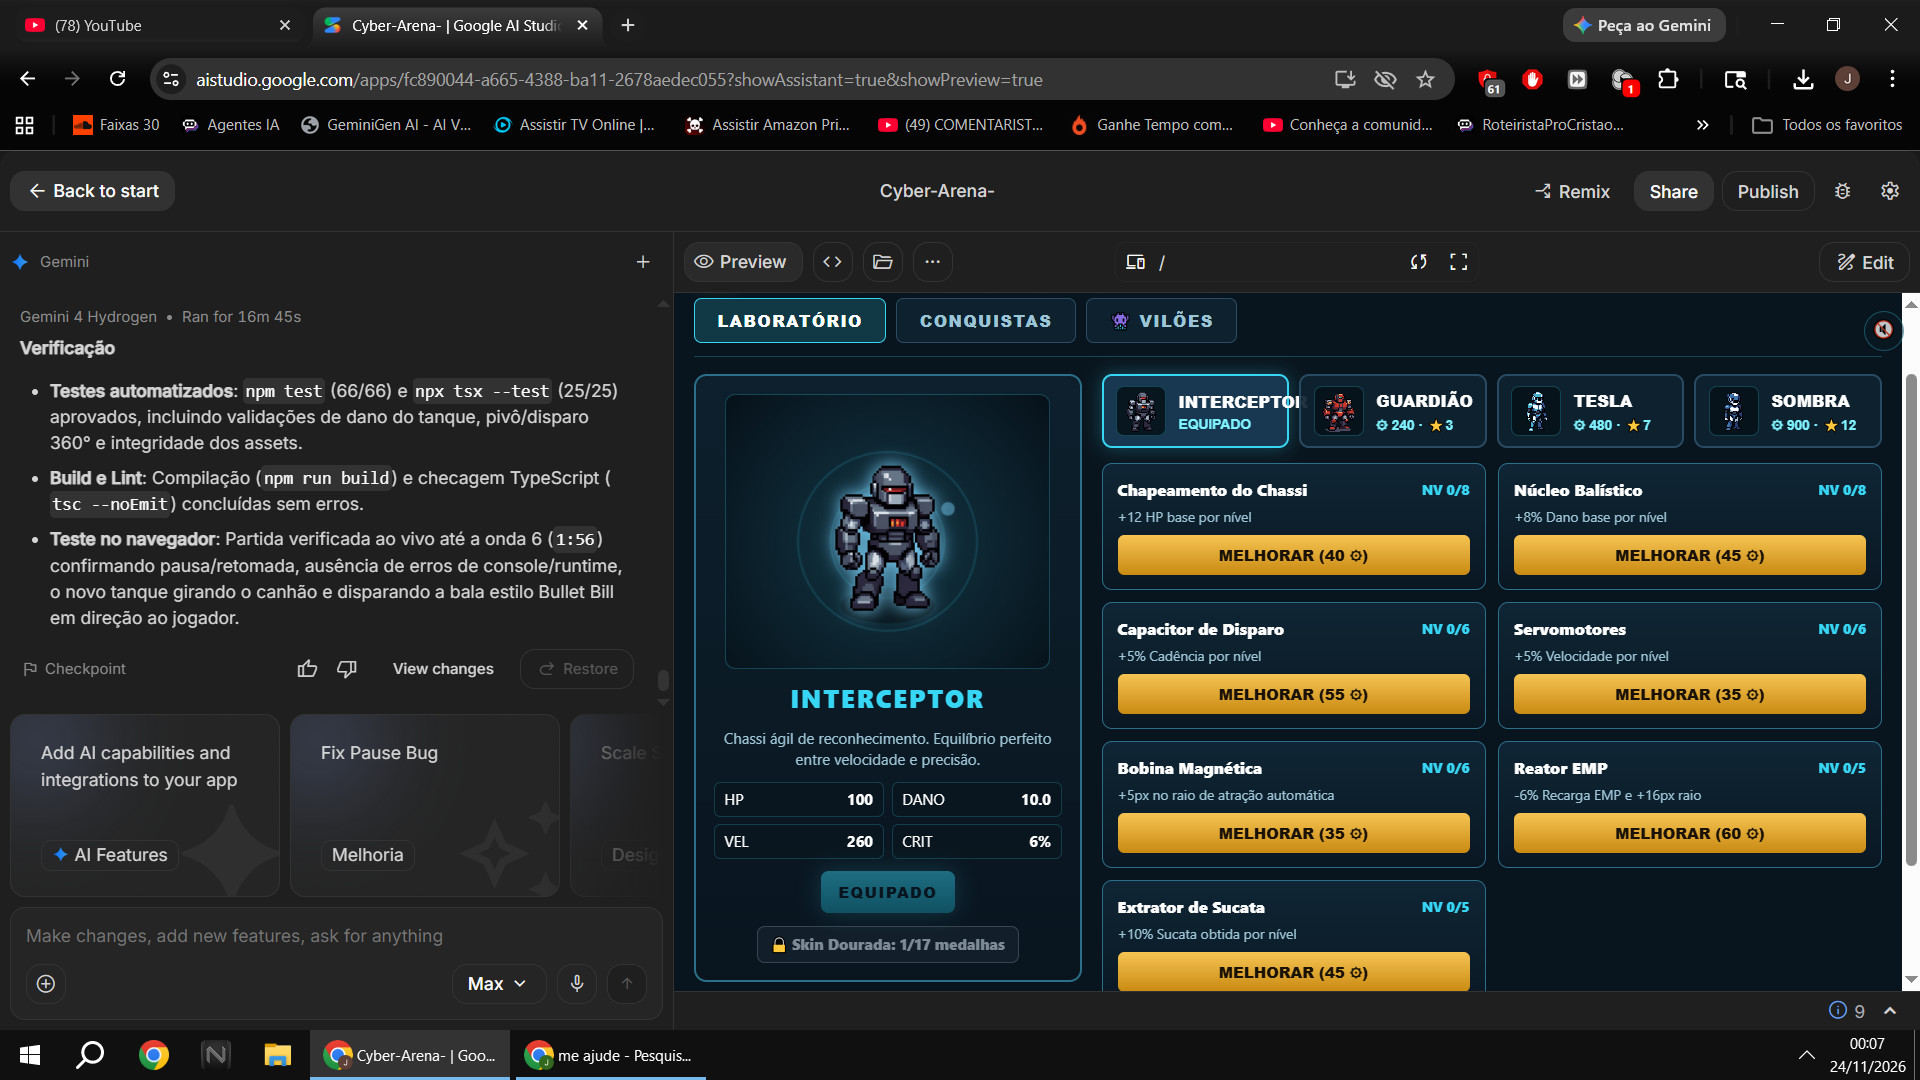 (78) YouTube
Cyber-Arena- | Google AI Studi
Peça ao Gemini
aistudio.google.com/apps/fc890044-a665-4388-ba11-2678aedec055?showAssistant=true&showPreview=true
61
1
J
Faixas 30
Agentes IA
GeminiGen AI - AI V...
Assistir TV Online |...
Assistir Amazon Pri...
(49) COMENTARIST...
Ganhe Tempo com...
Conheça a comunid...
RoteiristaProCristao...
Todos os favoritos
Back to start
Cyber-Arena-
Remix
Share
Publish
Gemini
Preview
/
Edit
Gemini 4 Hydrogen • Ran for 16m 45s
Verificação
• Testes automatizados: npm test (66/66) e npx tsx --test (25/25)
aprovados, incluindo validações de dano do tanque, pivô/disparo
360° e integridade dos assets.
• Build e Lint: Compilação (npm run build) e checagem TypeScript (
tsc --noEmit) concluídas sem erros.
• Teste no navegador: Partida verificada ao vivo até a onda 6 (1:56)
confirmando pausa/retomada, ausência de erros de console/runtime,
o novo tanque girando o canhão e disparando a bala estilo Bullet Bill
em direção ao jogador.
Checkpoint
View changes
Restore
Add AI capabilities and
integrations to your app
AI Features
Fix Pause Bug
Melhoria
Scale S
Desig
Make changes, add new features, ask for anything
Max
LABORATÓRIO
CONQUISTAS
VILÕES
INTERCEPTOR
Chassi ágil de reconhecimento. Equilíbrio perfeito
entre velocidade e precisão.
HP 100
DANO 10.0
VEL 260
CRIT 6%
EQUIPADO
Skin Dourada: 1/17 medalhas
INTERCEPTOR
EQUIPADO
GUARDIÃO
⚙ 240 · ★ 3
TESLA
⚙ 480 · ★ 7
SOMBRA
⚙ 900 · ★ 12
Chapeamento do Chassi NV 0/8
+12 HP base por nível
MELHORAR (40 ⚙)
Núcleo Balístico NV 0/8
+8% Dano base por nível
MELHORAR (45 ⚙)
Capacitor de Disparo NV 0/6
+5% Cadência por nível
MELHORAR (55 ⚙)
Servomotores NV 0/6
+5% Velocidade por nível
MELHORAR (35 ⚙)
Bobina Magnética NV 0/6
+5px no raio de atração automática
MELHORAR (35 ⚙)
Reator EMP NV 0/5
-6% Recarga EMP e +16px raio
MELHORAR (60 ⚙)
Extrator de Sucata NV 0/5
+10% Sucata obtida por nível
MELHORAR (45 ⚙)
9
Cyber-Arena- | Goo...
me ajude - Pesquis...
00:07
24/11/2026